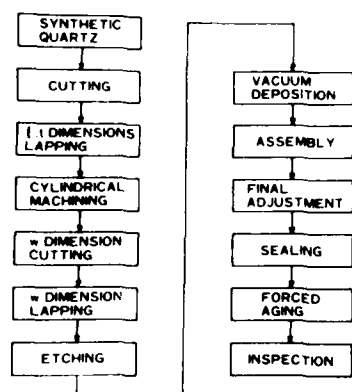 SYNTHETIC
QUARTZ
CUTTING
DIMENSIONS
LAPPING
CYLINDRICAL
MACHINING
w DIMENSION
CUTTING
w DIMENSION
LAPPING
ETCHING
VACUUM
DEPOSITION
ASSEMBLY
FINAL
ADJUSTMENT
SEALING
FORCED
AGING
INSPECTION